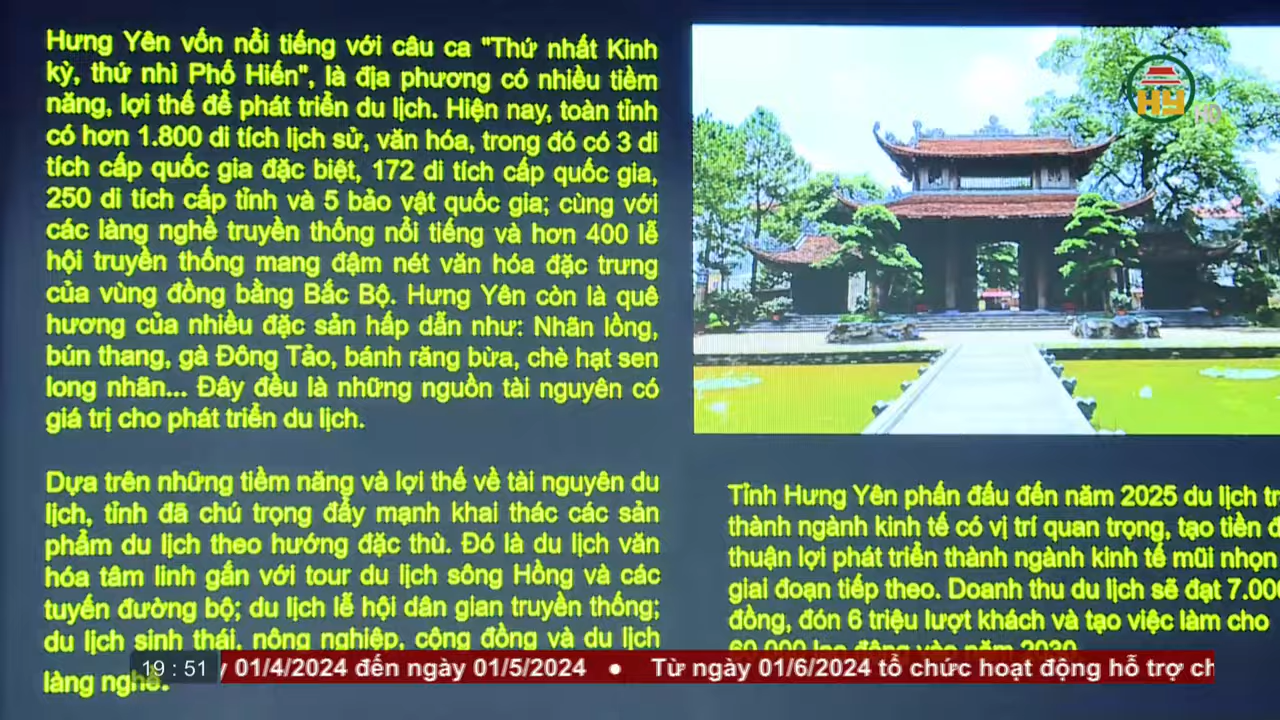 Hưng Yên vốn nổi tiếng với câu ca "Thứ nhất Kinh
kỳ, thứ nhì Phố Hiến", là địa phương có nhiều tiềm
năng, lợi thế để phát triển du lịch. Hiện nay, toàn tỉnh
có hơn 1.800 di tích lịch sử, văn hóa, trong đó có 3 di
tích cấp quốc gia đặc biệt, 172 di tích cấp quốc gia,
250 di tích cấp tỉnh và 5 bảo vật quốc gia; cùng với
các làng nghề truyền thống nổi tiếng và hơn 400 lễ
hội truyền thống mang đậm nét văn hóa đặc trưng
của vùng đồng bằng Bắc Bộ. Hưng Yên còn là quê
hương của nhiều đặc sản hấp dẫn như: Nhãn lồng,
bún thang, gà Đông Tảo, bánh răng bừa, chè hạt sen
long nhãn... Đây đều là những nguồn tài nguyên có
giá trị cho phát triển du lịch.
Dựa trên những tiềm năng và lợi thế về tài nguyên du
lịch, tỉnh đã chú trọng đẩy mạnh khai thác các sản
phẩm du lịch theo hướng đặc thù. Đó là du lịch văn
hóa tâm linh gắn với tour du lịch sông Hồng và các
tuyến đường bộ; du lịch lễ hội dân gian truyền thống;
du lịch sinh thái, nông nghiệp, cộng đồng và du lịch
làng nghề.
HY HD
Tỉnh Hưng Yên phấn đấu đến năm 2025 du lịch
thành ngành kinh tế có vị trí quan trọng, tạo tiền
thuận lợi phát triển thành ngành kinh tế mũi nhọn
giai đoạn tiếp theo. Doanh thu du lịch sẽ đạt 7.000
đồng, đón 6 triệu lượt khách và tạo việc làm cho
60.000 lao động vào năm 2030.
19 : 51
01/4/2024 đến ngày 01/5/2024 ● Từ ngày 01/6/2024 tổ chức hoạt động hỗ trợ